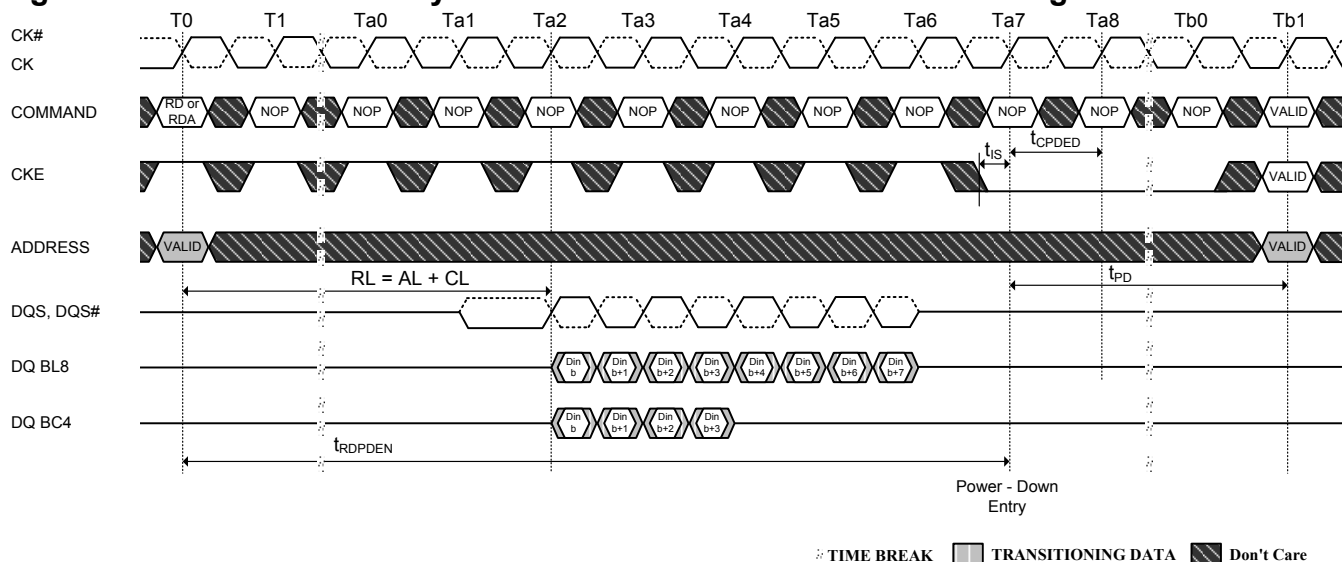 T0 T1 Ta0 Ta1 Ta2 Ta3 Ta4 Ta5 Ta6 Ta7 Ta8 Tb0 Tb1
CK#
CK
COMMAND RD or RDA NOP NOP NOP NOP NOP NOP NOP NOP NOP NOP NOP VALID
tIS tCPDED
CKE VALID
ADDRESS VALID VALID
RL = AL + CL tPD
DQS, DQS#
DQ BL8 Din b Din b+1 Din b+2 Din b+3 Din b+4 Din b+5 Din b+6 Din b+7
DQ BC4 Din b Din b+1 Din b+2 Din b+3
tRDPDEN
Power - Down
Entry
TIME BREAK TRANSITIONING DATA Don't Care